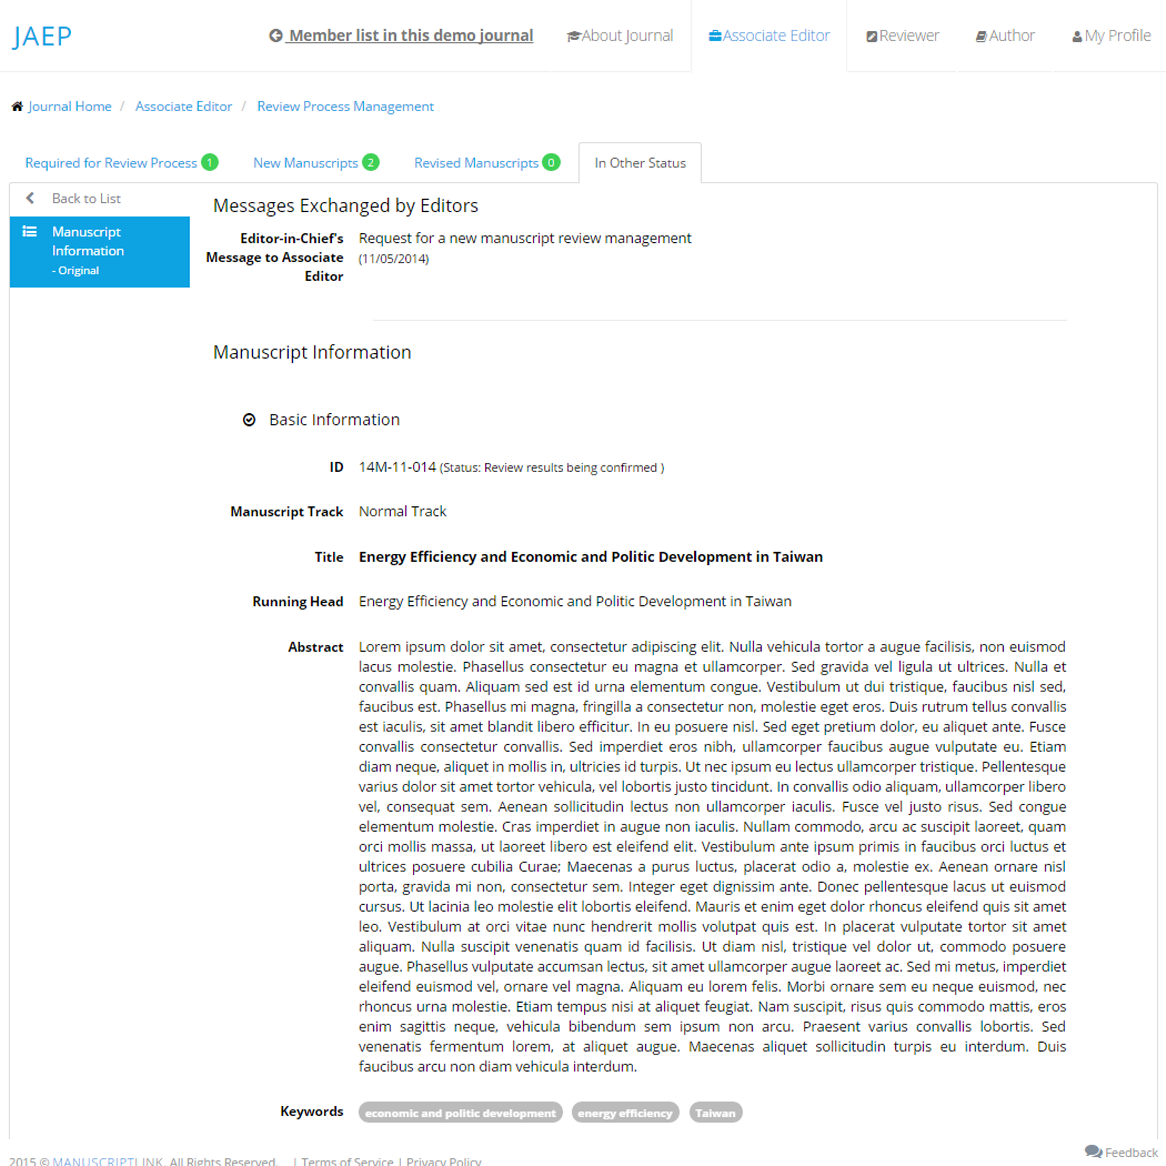 JAEP
Member list in this demo journal
About Journal
Associate Editor
Reviewer
Author
My Profile
Journal Home / Associate Editor / Review Process Management
Required for Review Process 1
New Manuscripts 2
Revised Manuscripts 0
In Other Status
Back to List
Manuscript
Information
- Original
Messages Exchanged by Editors
Editor-in-Chief's
Message to Associate
Editor
Request for a new manuscript review management
(11/05/2014)
Manuscript Information
Basic Information
ID 14M-11-014 (Status: Review results being confirmed )
Manuscript Track Normal Track
Title Energy Efficiency and Economic and Politic Development in Taiwan
Running Head Energy Efficiency and Economic and Politic Development in Taiwan
Abstract Lorem ipsum dolor sit amet, consectetur adipiscing elit. Nulla vehicula tortor a augue facilisis, non euismod
lacus molestie. Phasellus consectetur eu magna et ullamcorper. Sed gravida vel ligula ut ultrices. Nulla et
convallis quam. Aliquam sed est id urna elementum congue. Vestibulum ut dui tristique, faucibus nisl sed,
faucibus est. Phasellus mi magna, fringilla a consectetur non, molestie eget eros. Duis rutrum tellus convallis
est iaculis, sit amet blandit libero efficitur. In eu posuere nisl. Sed eget pretium dolor, eu aliquet ante. Fusce
convallis consectetur convallis. Sed imperdiet eros nibh, ullamcorper faucibus augue vulputate eu. Etiam
diam neque, aliquet in mollis in, ultricies id turpis. Ut nec ipsum eu lectus ullamcorper tristique. Pellentesque
varius dolor sit amet tortor vehicula, vel lobortis justo tincidunt. In convallis odio aliquam, ullamcorper libero
vel, consequat sem. Aenean sollicitudin lectus non ullamcorper iaculis. Fusce vel justo risus. Sed congue
elementum molestie. Cras imperdiet in augue non iaculis. Nullam commodo, arcu ac suscipit laoreet, quam
orci mollis massa, ut laoreet libero est eleifend elit. Vestibulum ante ipsum primis in faucibus orci luctus et
ultrices posuere cubilia Curae; Maecenas a purus luctus, placerat odio a, molestie ex. Aenean ornare nisl
porta, gravida mi non, consectetur sem. Integer eget dignissim ante. Donec pellentesque lacus ut euismod
cursus. Ut lacinia leo molestie elit lobortis eleifend. Mauris et enim eget dolor rhoncus eleifend quis sit amet
leo. Vestibulum at orci vitae nunc hendrerit mollis volutpat quis est. In placerat vulputate tortor sit amet
aliquam. Nulla suscipit venenatis quam id facilisis. Ut diam nisl, tristique vel dolor ut, commodo posuere
augue. Phasellus vulputate accumsan lectus, sit amet ullamcorper augue laoreet ac. Sed mi metus, imperdiet
eleifend euismod vel, ornare vel magna. Aliquam eu lorem felis. Morbi ornare sem eu neque euismod, nec
rhoncus urna molestie. Etiam tempus nisi at aliquet feugiat. Nam suscipit, risus quis commodo mattis, eros
enim sagittis neque, vehicula bibendum sem ipsum non arcu. Praesent varius convallis lobortis. Sed
venenatis fermentum lorem, at aliquet augue. Maecenas aliquet sollicitudin turpis eu interdum. Duis
faucibus arcu non diam vehicula interdum.
Keywords economic and politic development energy efficiency Taiwan
Feedback
2015 © MANUSCRIPTLINK. All Rights Reserved. | Terms of Service | Privacy Policy